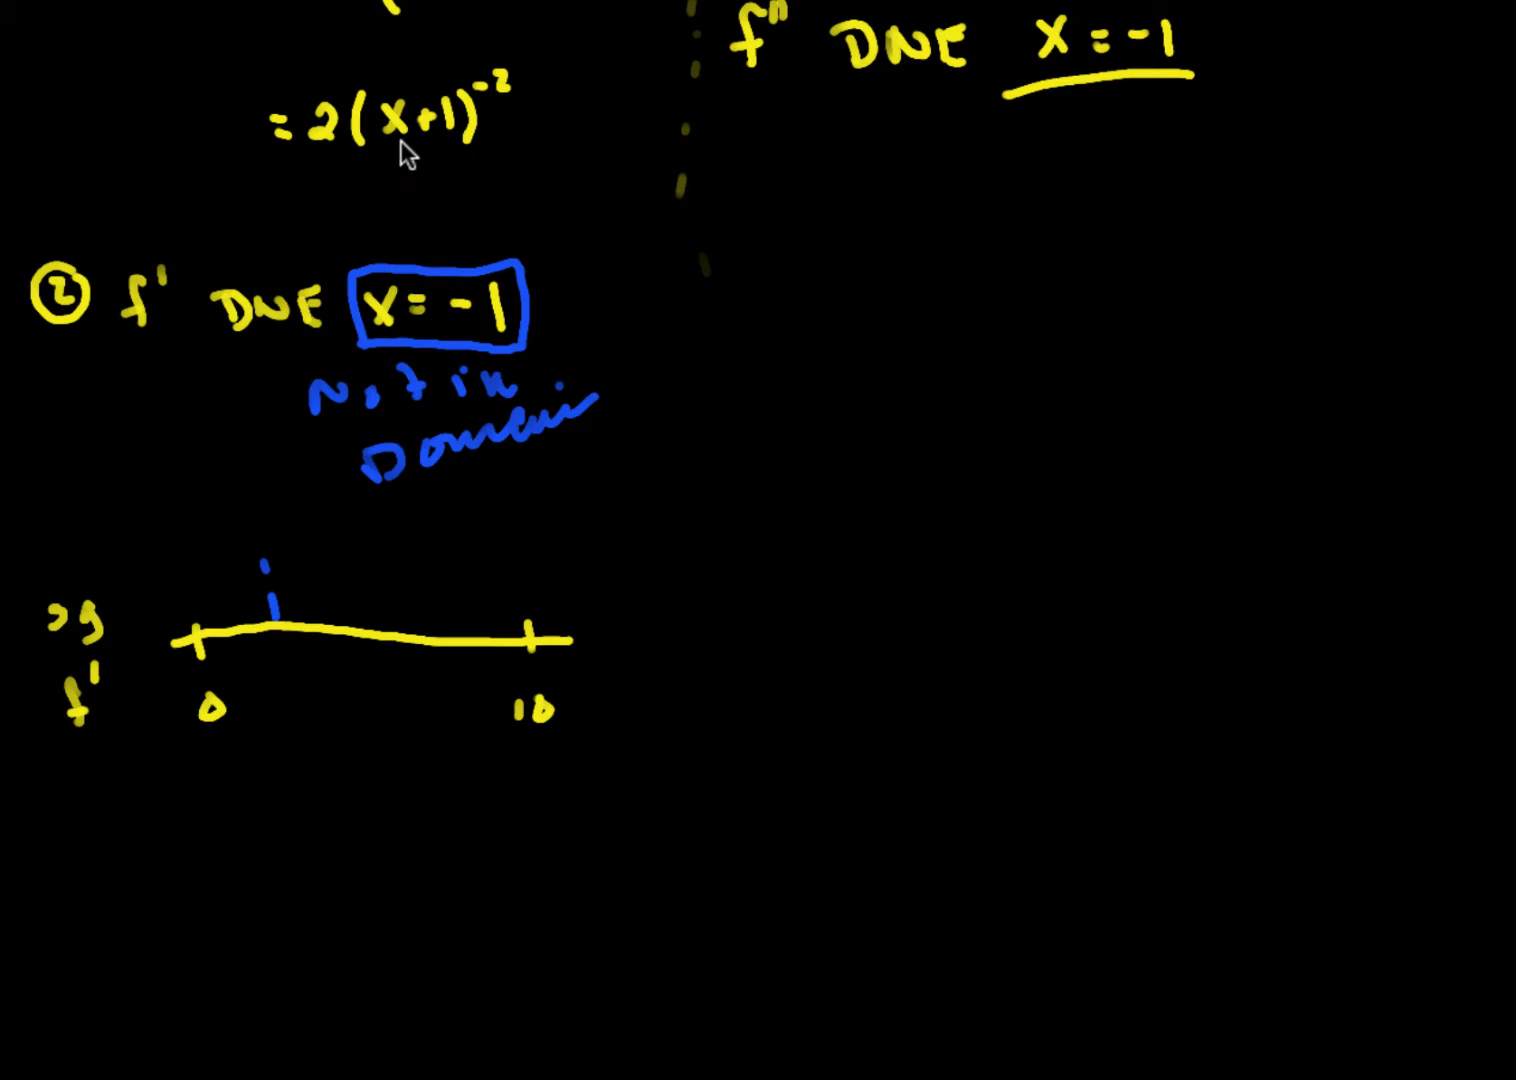 f'' DNE x = -1
= 2(x+1)^-2
② f' DNE x = -1
Not in
Domain
f'
0 10